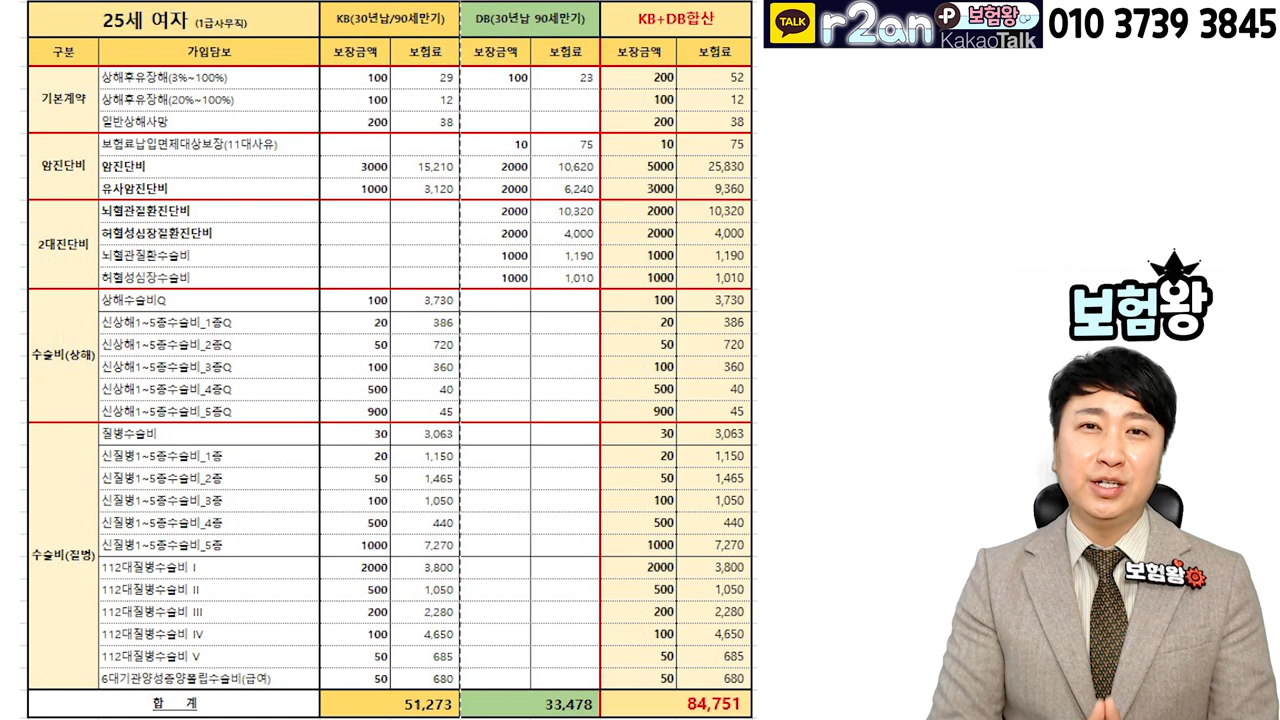 25세 여자 (1급사무직) KB(30년납/90세만기) DB(30년납 90세만기) KB+DB합산
구분 가입담보 보장금액 보험료 보장금액 보험료 보장금액 보험료
기본계약
상해후유장해(3%~100%) 100 29 100 23 200 52
상해후유장해(20%~100%) 100 12 100 12
일반상해사망 200 38 200 38
암진단비
보험료납입면제대상보장(11대사유) 10 75 10 75
암진단비 3000 15,210 2000 10,620 5000 25,830
유사암진단비 1000 3,120 2000 6,240 3000 9,360
2대진단비
뇌혈관질환진단비 2000 10,320 2000 10,320
허혈성심장질환진단비 2000 4,000 2000 4,000
뇌혈관질환수술비 1000 1,190 1000 1,190
허혈성심장수술비 1000 1,010 1000 1,010
수술비(상해)
상해수술비Q 100 3,730 100 3,730
신상해1~5종수술비_1종Q 20 386 20 386
신상해1~5종수술비_2종Q 50 720 50 720
신상해1~5종수술비_3종Q 100 360 100 360
신상해1~5종수술비_4종Q 500 40 500 40
신상해1~5종수술비_5종Q 900 45 900 45
수술비(질병)
질병수술비 30 3,063 30 3,063
신질병1~5종수술비_1종 20 1,150 20 1,150
신질병1~5종수술비_2종 50 1,465 50 1,465
신질병1~5종수술비_3종 100 1,050 100 1,050
신질병1~5종수술비_4종 500 440 500 440
신질병1~5종수술비_5종 1000 7,270 1000 7,270
112대질병수술비 I 2000 3,800 2000 3,800
112대질병수술비 II 500 1,050 500 1,050
112대질병수술비 III 200 2,280 200 2,280
112대질병수술비 IV 100 4,650 100 4,650
112대질병수술비 V 50 685 50 685
6대기관양성종양폴립수술비(급여) 50 680 50 680
합 계 51,273 33,478 84,751
TALK r2an P 보험왕 KakaoTalk 010 3739 3845
보험왕
보험왕